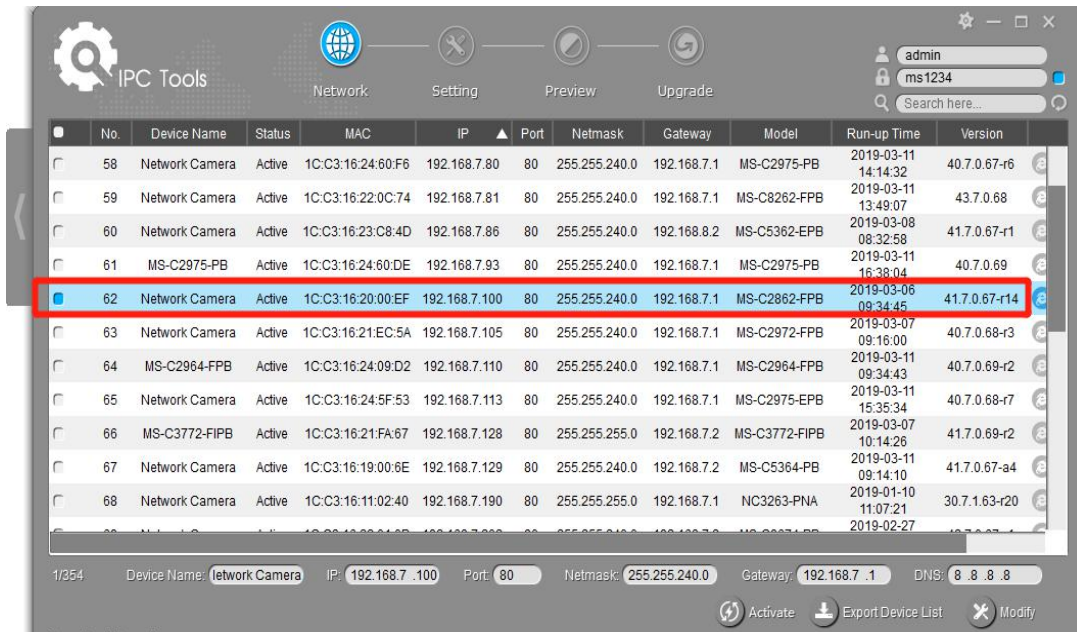 IPC Tools
Network Setting Preview Upgrade
admin
ms1234
Search here...
No. Device Name Status MAC IP Port Netmask Gateway Model Run-up Time Version
58 Network Camera Active 1C:C3:16:24:60:F6 192.168.7.80 80 255.255.240.0 192.168.7.1 MS-C2975-PB 2019-03-11 14:14:32 40.7.0.67-r6
59 Network Camera Active 1C:C3:16:22:0C:74 192.168.7.81 80 255.255.240.0 192.168.7.1 MS-C8262-FPB 2019-03-11 13:49:07 43.7.0.68
60 Network Camera Active 1C:C3:16:23:C8:4D 192.168.7.86 80 255.255.240.0 192.168.8.2 MS-C5362-EPB 2019-03-08 08:32:58 41.7.0.67-r1
61 MS-C2975-PB Active 1C:C3:16:24:60:DE 192.168.7.93 80 255.255.240.0 192.168.7.1 MS-C2975-PB 2019-03-11 16:38:04 40.7.0.69
62 Network Camera Active 1C:C3:16:20:00:EF 192.168.7.100 80 255.255.240.0 192.168.7.1 MS-C2862-FPB 2019-03-06 09:34:45 41.7.0.67-r14
63 Network Camera Active 1C:C3:16:21:EC:5A 192.168.7.105 80 255.255.240.0 192.168.7.1 MS-C2972-FPB 2019-03-07 09:16:00 40.7.0.68-r3
64 MS-C2964-FPB Active 1C:C3:16:24:09:D2 192.168.7.110 80 255.255.240.0 192.168.7.1 MS-C2964-FPB 2019-03-11 09:34:43 40.7.0.69-r2
65 Network Camera Active 1C:C3:16:24:5F:53 192.168.7.113 80 255.255.240.0 192.168.7.1 MS-C2975-EPB 2019-03-11 15:35:34 40.7.0.68-r7
66 MS-C3772-FIPB Active 1C:C3:16:21:FA:67 192.168.7.128 80 255.255.255.0 192.168.7.2 MS-C3772-FIPB 2019-03-07 10:14:26 41.7.0.69-r2
67 Network Camera Active 1C:C3:16:19:00:6E 192.168.7.129 80 255.255.240.0 192.168.7.2 MS-C5364-PB 2019-03-11 09:14:10 41.7.0.67-a4
68 Network Camera Active 1C:C3:16:11:02:40 192.168.7.190 80 255.255.255.0 192.168.7.1 NC3263-PNA 2019-01-10 11:07:21 30.7.1.63-r20
2019-02-27
1/354 Device Name: letwork Camera IP: 192.168.7 .100 Port: 80 Netmask: 255.255.240.0 Gateway: 192.168.7 .1 DNS: 8 .8 .8 .8
Activate Export Device List Modify